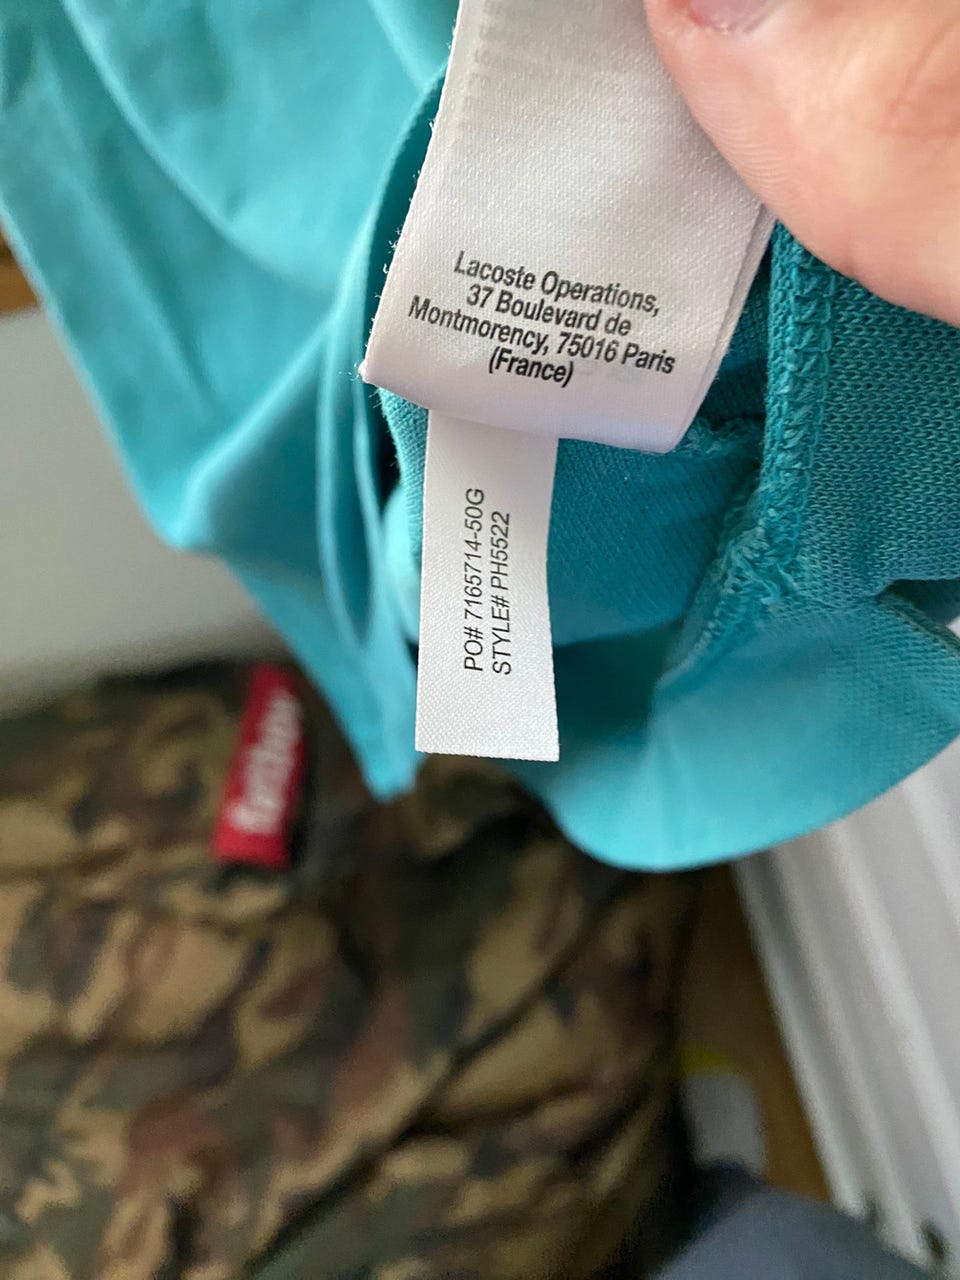 Lacoste Operations,
37 Boulevard de
Montmorency, 75016 Paris
(France)
PO# 7165714-50G
STYLE# PH5522